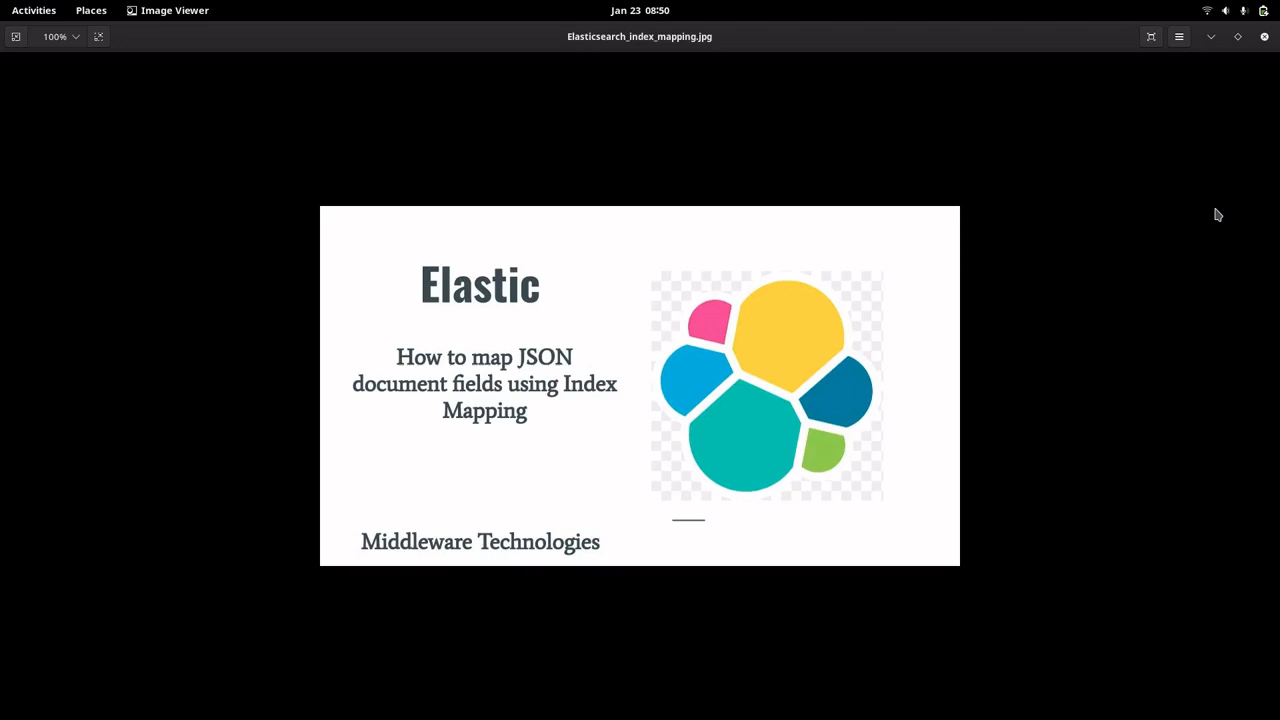 Activities Places Image Viewer Jan 23 08:50
100% Elasticsearch_index_mapping.jpg
Elastic
How to map JSON
document fields using Index
Mapping
Middleware Technologies